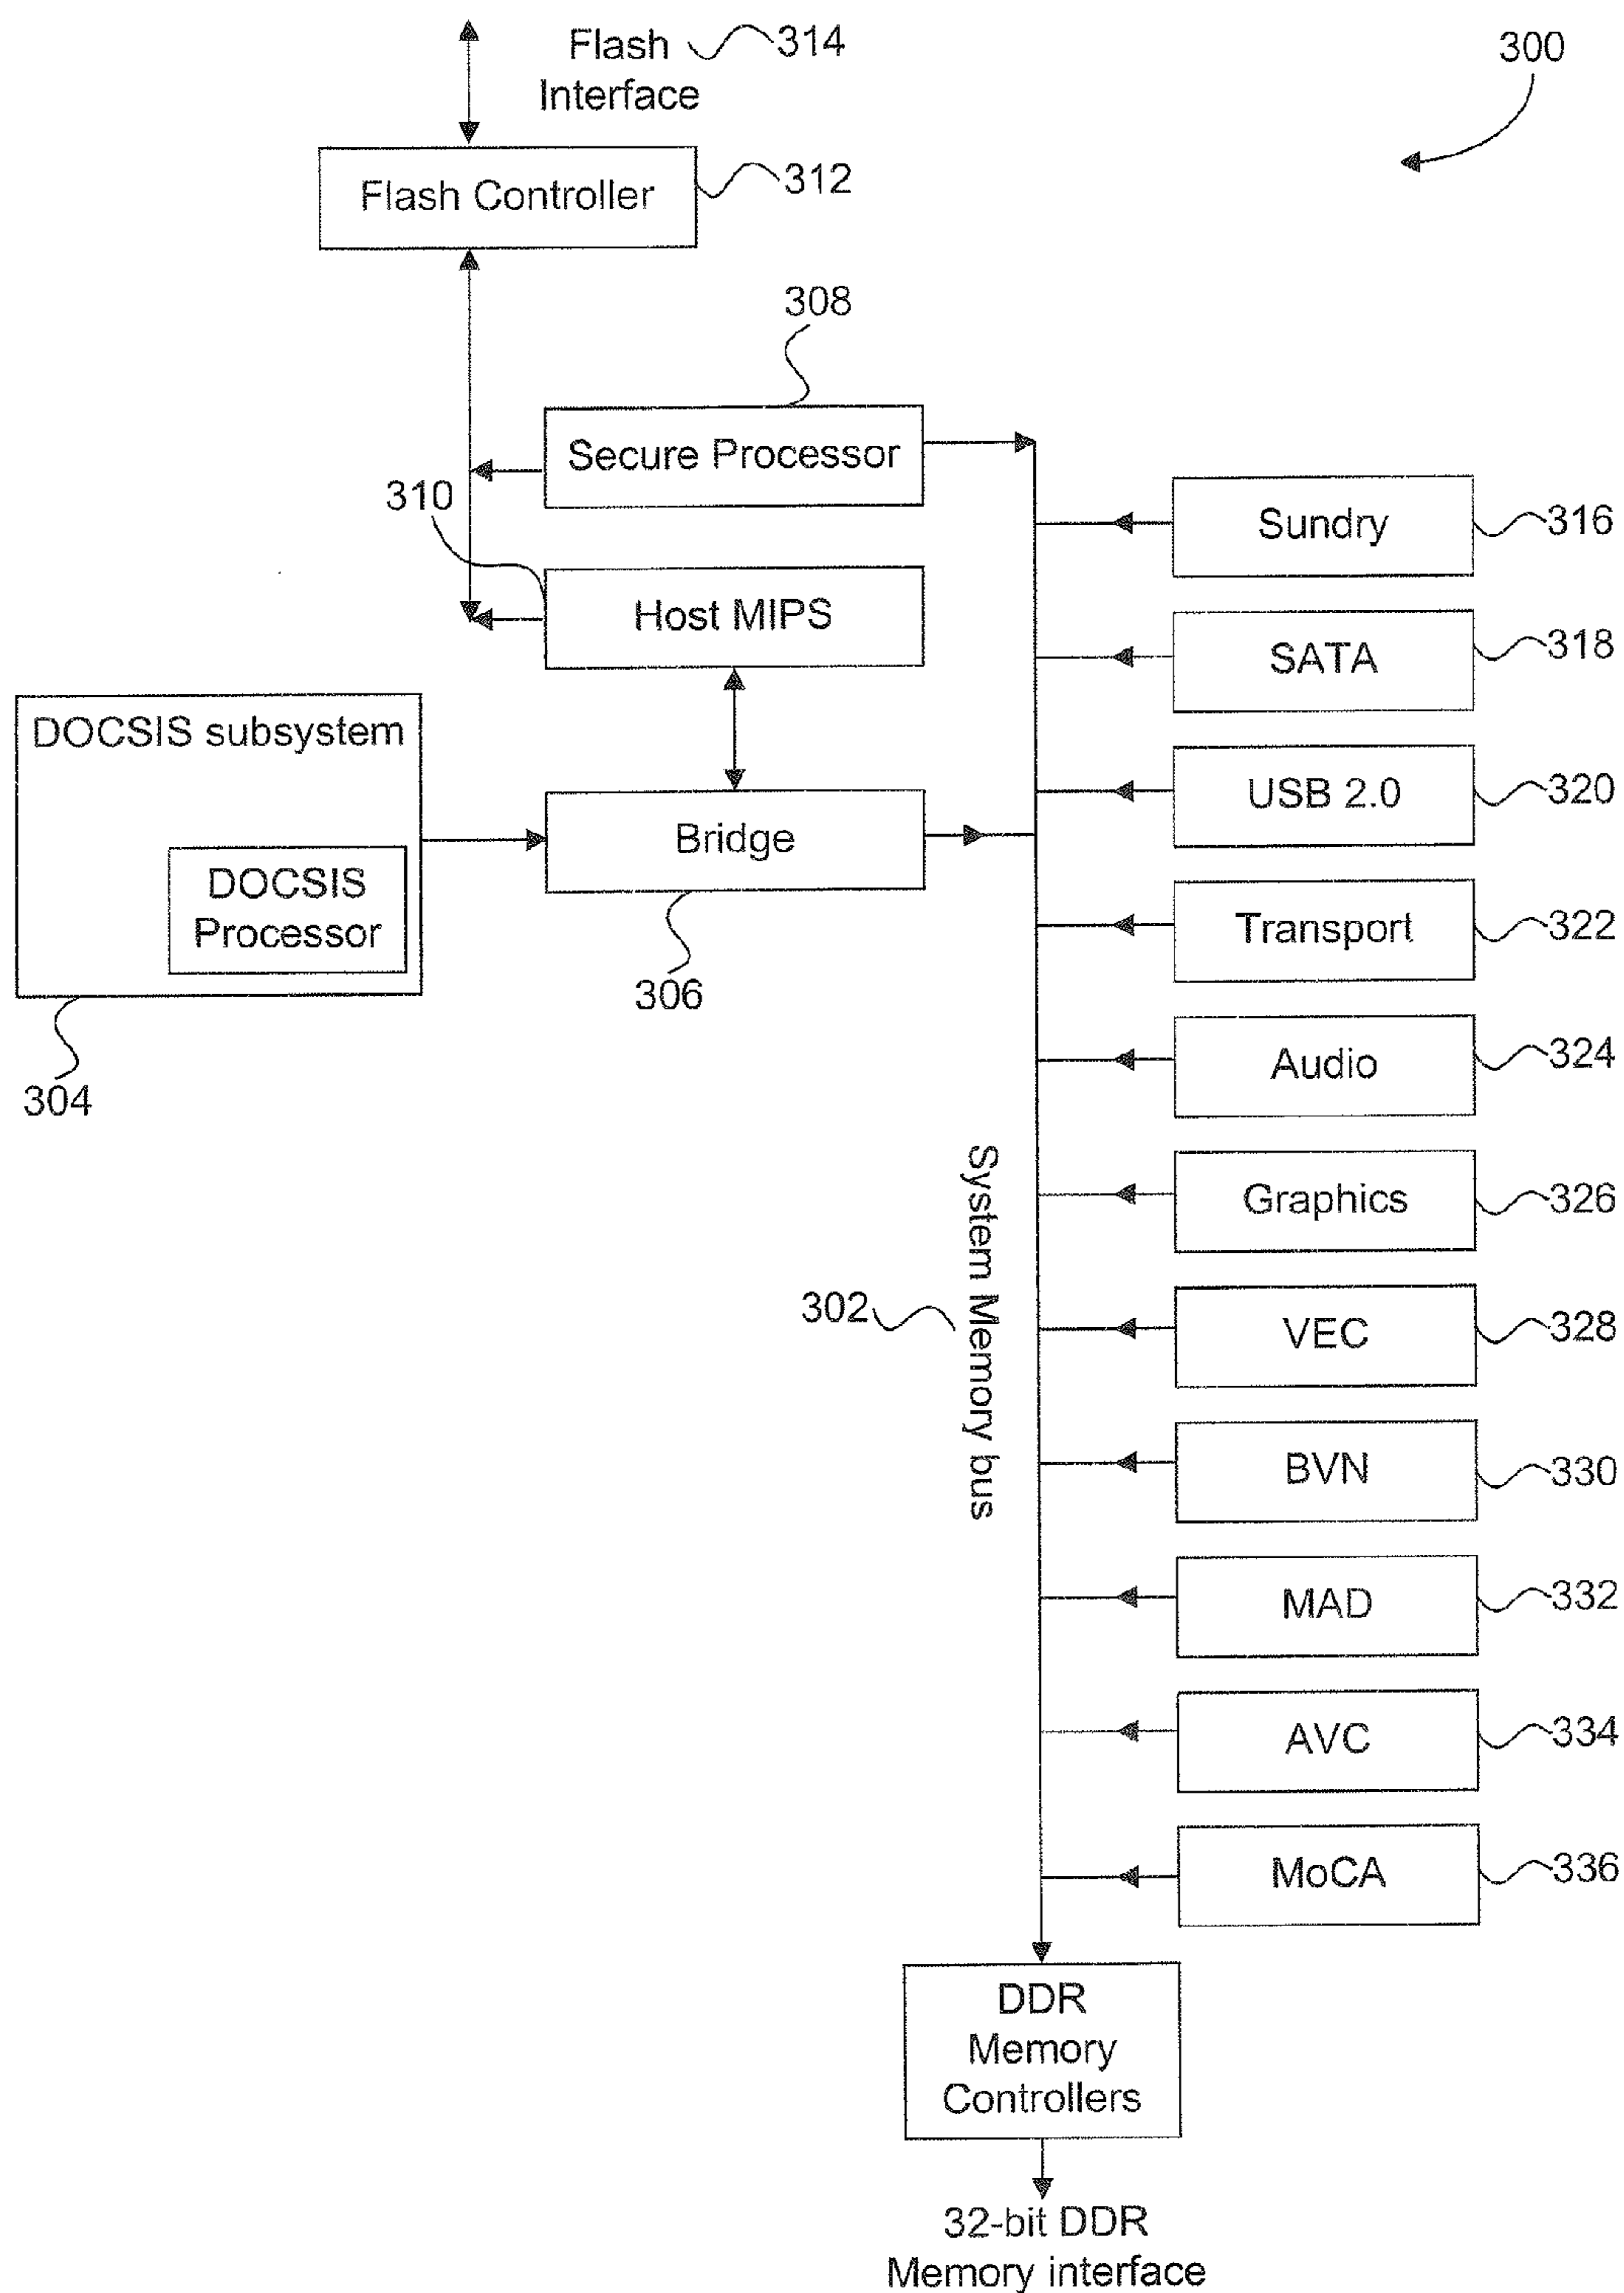 Flash
Interface
314
300
Flash Controller
312
308
Secure Processor
310
Host MIPS
DOCSIS subsystem
DOCSIS
Processor
304
Bridge
306
Sundry
316
SATA
318
USB 2.0
320
Transport
322
Audio
324
Graphics
326
System Memory bus
302
VEC
328
BVN
330
MAD
332
AVC
334
MoCA
336
DDR
Memory
Controllers
32-bit DDR
Memory interface